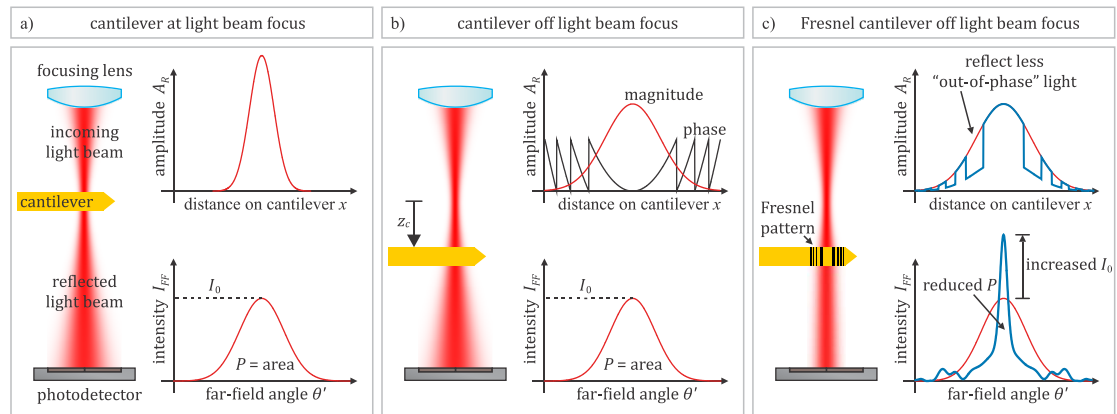 a) cantilever at light beam focus
focusing lens
incoming
light beam
cantilever
reflected
light beam
photodetector
amplitude A_R
distance on cantilever x
intensity I_FF
I_0
P = area
far-field angle θ′
b) cantilever off light beam focus
z_c
amplitude A_R
magnitude
phase
distance on cantilever x
intensity I_FF
I_0
P = area
far-field angle θ′
c) Fresnel cantilever off light beam focus
Fresnel
pattern
amplitude A_R
reflect less
“out-of-phase” light
distance on cantilever x
intensity I_FF
increased I_0
reduced P
far-field angle θ′